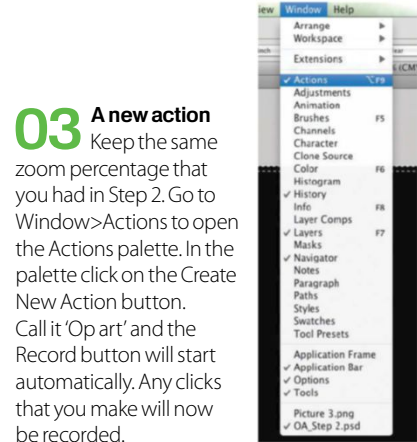 03 A new action
Keep the same
zoom percentage that
you had in Step 2. Go to
Window>Actions to open
the Actions palette. In the
palette click on the Create
New Action button.
Call it ‘Op art’ and the
Record button will start
automatically. Any clicks
that you make will now
be recorded.
iew Window Help
Arrange
Workspace
Extensions
✓ Actions ⌥F9
Adjustments
Animation
Brushes F5
Channels
Character
Clone Source
Color F6
Histogram
✓ History
Info F8
Layer Comps
✓ Layers F7
Masks
✓ Navigator
Notes
Paragraph
Paths
Styles
Swatches
Tool Presets
Application Frame
✓ Application Bar
✓ Options
✓ Tools
Picture 3.png
✓ OA_Step 2.psd